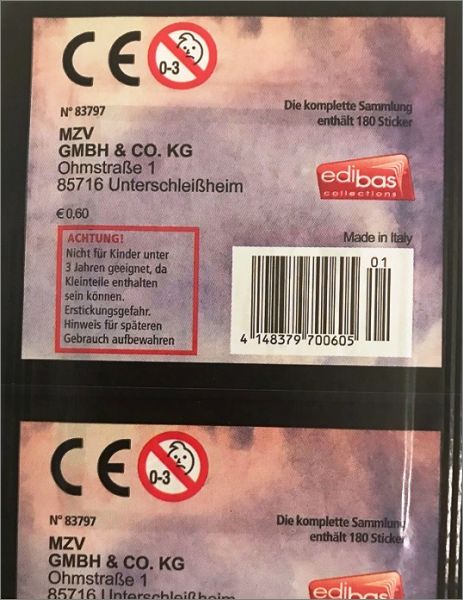 CE
0-3
N° 83797
Die komplette Sammlung
enthält 180 Sticker
MZV
GMBH & CO. KG
Ohmstraße 1
85716 Unterschleißheim
edibas
collections
€ 0,60
Made in Italy
ACHTUNG!
Nicht für Kinder unter
3 Jahren geeignet, da
Kleinteile enthalten
sein können.
Erstickungsgefahr.
Hinweis für späteren
Gebrauch aufbewahren
01
4 148379 700605
CE
0-3
N° 83797
Die komplette Sammlung
enthält 180 Sticker
MZV
GMBH & CO. KG
Ohmstraße 1
85716 Unterschleißheim
edibas